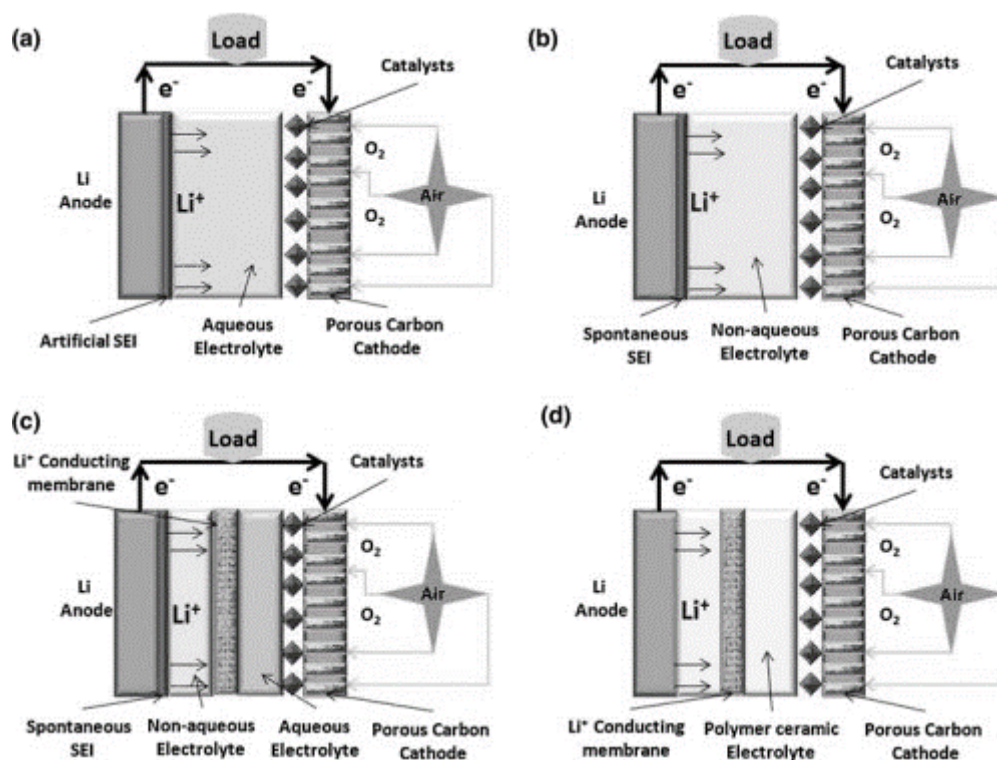 (a)
Load
Catalysts
e-
e-
O2
Li
Anode
Li+
Air
O2
Artificial SEI
Aqueous
Electrolyte
Porous Carbon
Cathode
(b)
Load
Catalysts
e-
e-
O2
Li
Anode
Li+
Air
O2
Spontaneous
SEI
Non-aqueous
Electrolyte
Porous Carbon
Cathode
(c)
Load
Li+ Conducting
membrane
Catalysts
e-
e-
O2
Li
Anode
Li+
Air
O2
Spontaneous
SEI
Non-aqueous
Electrolyte
Aqueous
Electrolyte
Porous Carbon
Cathode
(d)
Load
Catalysts
e-
e-
O2
Li
Anode
Li+
Air
O2
Li+ Conducting
membrane
Polymer ceramic
Electrolyte
Porous Carbon
Cathode